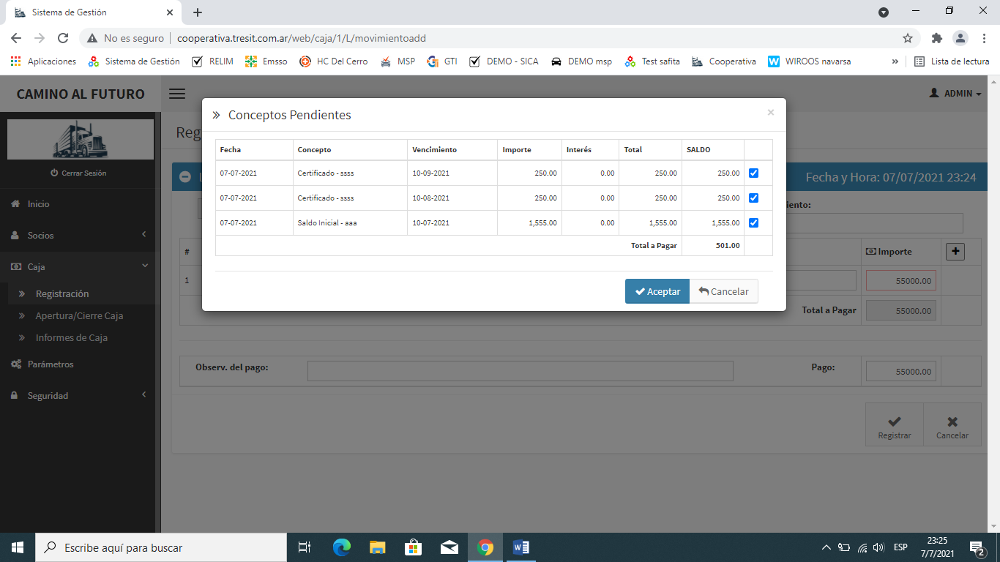 Sistema de Gestión
No es seguro | cooperativa.tresit.com.ar/web/caja/1/L/movimientoadd
Aplicaciones Sistema de Gestión RELIM Emsso HC Del Cerro MSP GTI DEMO - SICA DEMO msp Test safita Cooperativa WIROOS navarsa » Lista de lectura
CAMINO AL FUTURO
ADMIN
Cerrar Sesión
Inicio
Socios
Caja
Registración
Apertura/Cierre Caja
Informes de Caja
Parámetros
Seguridad
Reg
Fecha y Hora: 07/07/2021 23:24
iento:
# Importe
1 55000.00
Total a Pagar 55000.00
Observ. del pago: Pago: 55000.00
Registrar Cancelar
Conceptos Pendientes
Fecha Concepto Vencimiento Importe Interés Total SALDO
07-07-2021 Certificado - ssss 10-09-2021 250.00 0.00 250.00 250.00
07-07-2021 Certificado - ssss 10-08-2021 250.00 0.00 250.00 250.00
07-07-2021 Saldo Inicial - aaa 10-07-2021 1,555.00 0.00 1,555.00 1,555.00
Total a Pagar 501.00
Aceptar Cancelar
Escribe aquí para buscar
ESP
23:25
7/7/2021
2